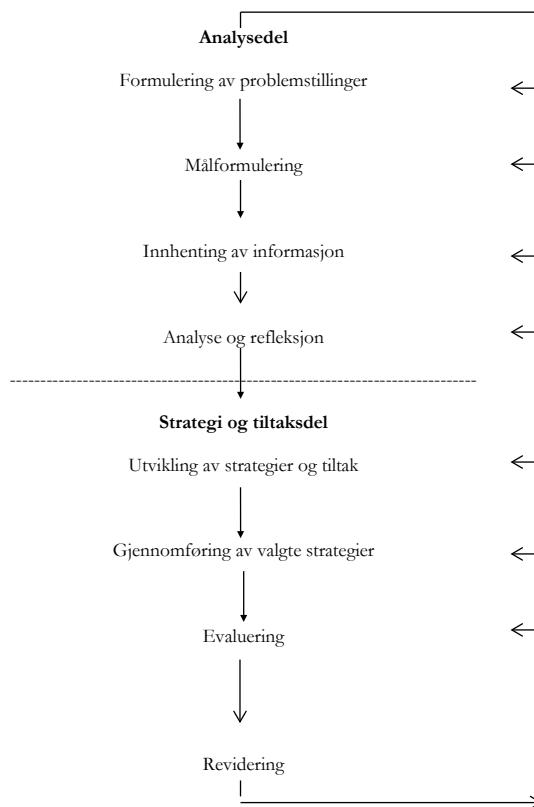 Analysedel
Formulering av problemstillinger
Målformulering
Innhenting av informasjon
Analyse og refleksjon
Strategi og tiltaksdel
Utvikling av strategier og tiltak
Gjennomføring av valgte strategier
Evaluering
Revidering